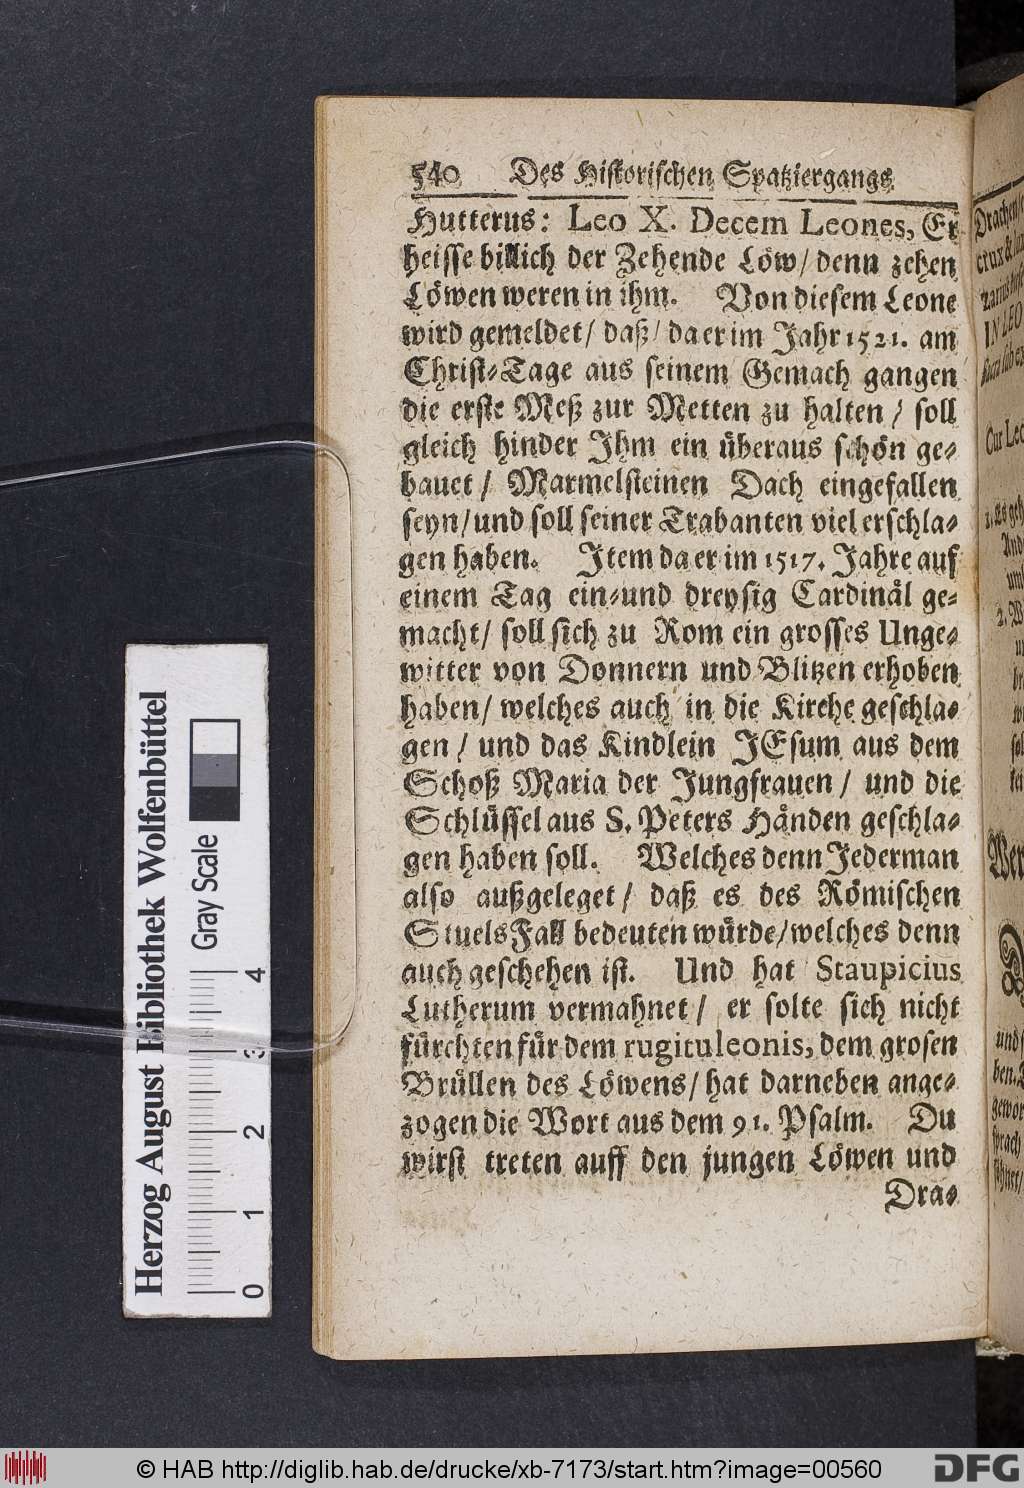 540 Des Historischen Spatziergangs
Hutterus: Leo X. Decem Leones, Er
heisse billich der Zehende Löw/ denn zehen
Löwen weren in ihm. Von diesem Leone
wird gemeldet/ daß/ da er im Jahr 1521. am
Christ-Tage aus seinem Gemach gangen
die erste Meß zur Metten zu halten/ soll
gleich hinder Ihm ein überaus schön ge-
bauet/ Marmelsteinen Dach eingefallen
seyn/ und soll seiner Trabanten viel erschla-
gen haben. Item da er im 1517. Jahre auf
einem Tag ein-und dreysig Cardinäl ge-
macht/ soll sich zu Rom ein grosses Unge-
witter von Donnern und Blitzen erhoben
haben/ welches auch in die Kirche geschla-
gen/ und das Kindlein JEsum aus dem
Schoß Maria der Jungfrauen/ und die
Schlüssel aus S. Peters Händen geschla-
gen haben soll. Welches denn Jederman
also außgeleget/ daß es des Römischen
Stuels Fall bedeuten würde/ welches denn
auch geschehen ist. Und hat Staupicius
Lutherum vermahnet/ er solte sich nicht
fürchten für dem rugitu leonis, dem grosen
Brüllen des Löwens/ hat darneben ange-
zogen die Wort aus dem 91. Psalm. Du
wirst treten auff den jungen Löwen und
Dra-
Herzog August Bibliothek Wolfenbüttel
Gray Scale
0 1 2 3 4
© HAB http://diglib.hab.de/drucke/xb-7173/start.htm?image=00560
DFG